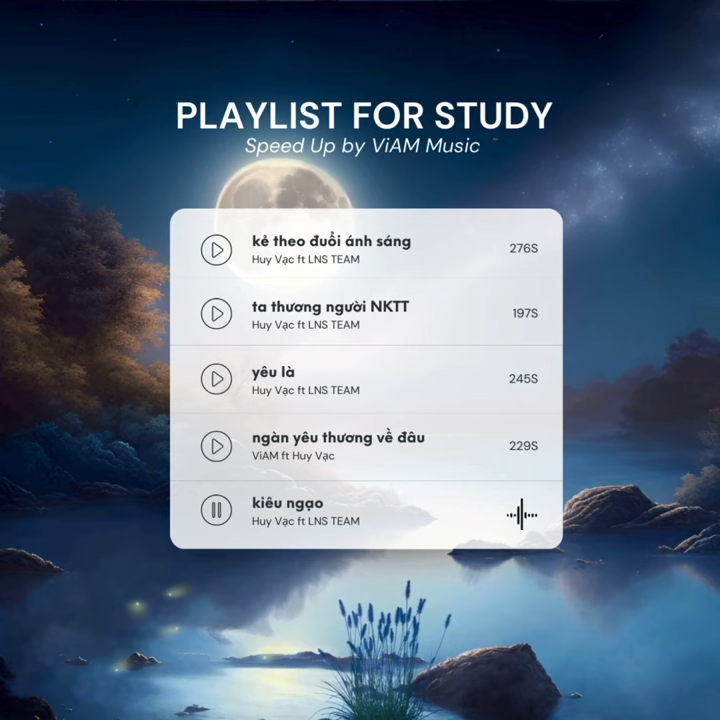 PLAYLIST FOR STUDY
Speed Up by ViAM Music
kẻ theo đuổi ánh sáng
276S
Huy Vạc ft LNS TEAM
ta thương người NKTT
197S
Huy Vạc ft LNS TEAM
yêu là
245S
Huy Vạc ft LNS TEAM
ngàn yêu thương về đâu
229S
ViAM ft Huy Vạc
kiêu ngạo
Huy Vạc ft LNS TEAM